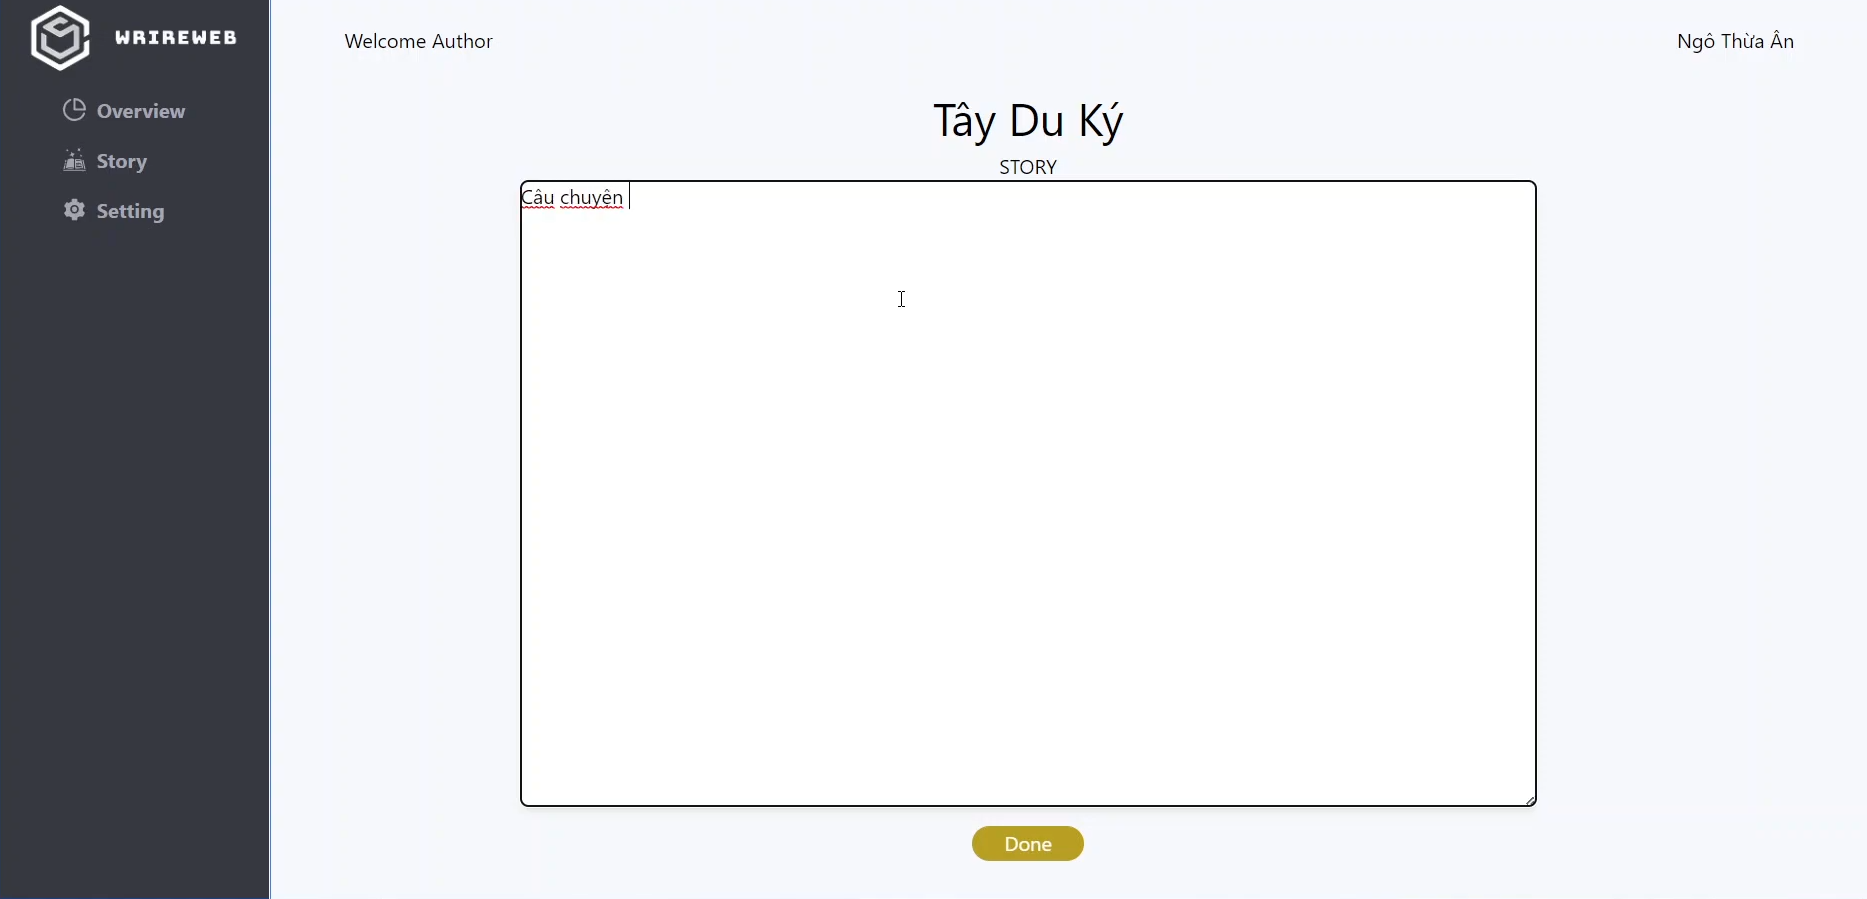 WRIREWEB
Welcome Author
Ngô Thừa Ân
Overview
Story
Setting
Tây Du Ký
STORY
Câu chuyện
Done